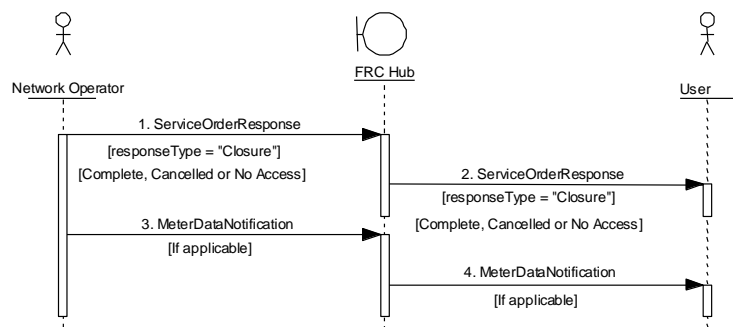 FRC Hub
Network Operator
User
1. ServiceOrderResponse
[responseType = "Closure"]
[Complete, Cancelled or No Access]
2. ServiceOrderResponse
[responseType = "Closure"]
[Complete, Cancelled or No Access]
3. MeterDataNotification
[If applicable]
4. MeterDataNotification
[If applicable]